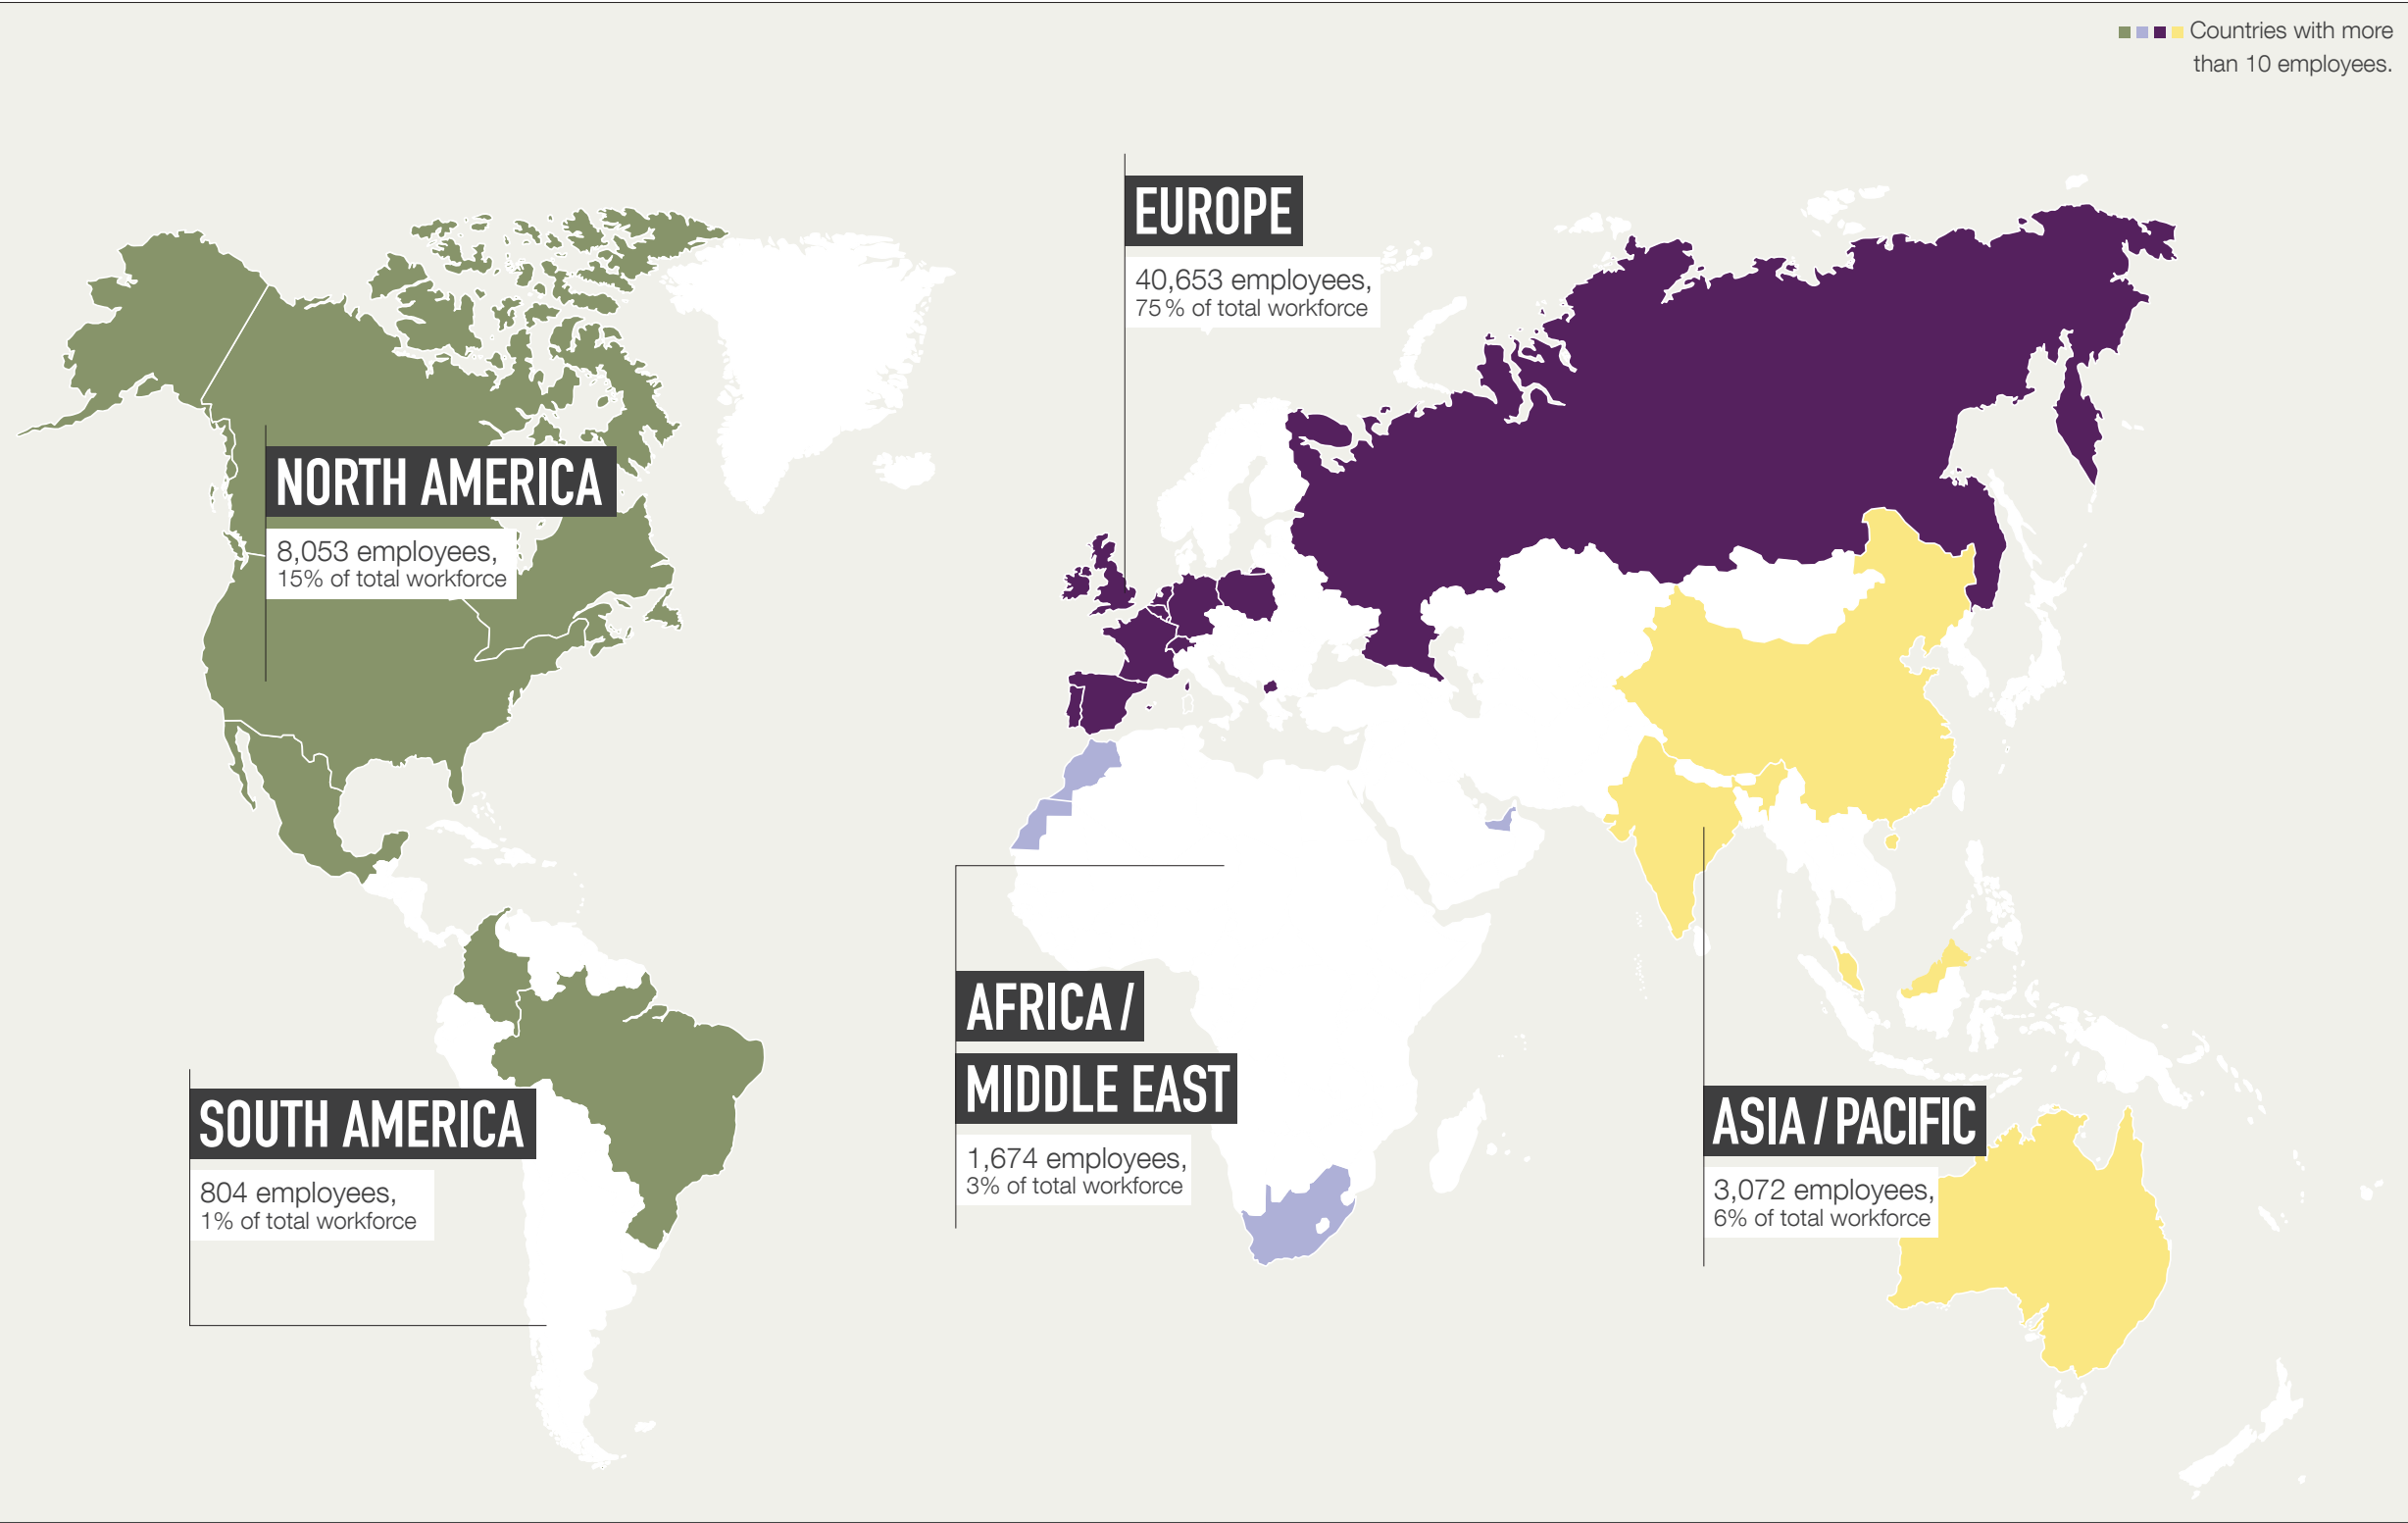 Countries with more
than 10 employees.
EUROPE
40,653 employees,
75% of total workforce
NORTH AMERICA
8,053 employees,
15% of total workforce
AFRICA /
MIDDLE EAST
1,674 employees,
3% of total workforce
SOUTH AMERICA
804 employees,
1% of total workforce
ASIA / PACIFIC
3,072 employees,
6% of total workforce